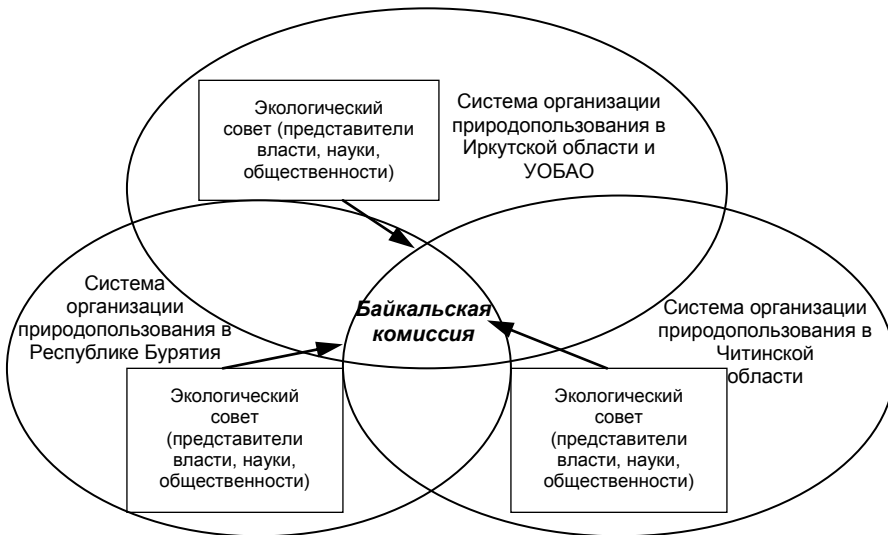 Экологический
совет (представители
власти, науки,
общественности)
Система организации
природопользования в
Иркутской области и
УОБАО
Система
организации
природопользования в
Республике Бурятия
Байкальская
комиссия
Система организации
природопользования в
Читинской
области
Экологический
совет
(представители
власти, науки,
общественности)
Экологический
совет
(представители
власти, науки,
общественности)